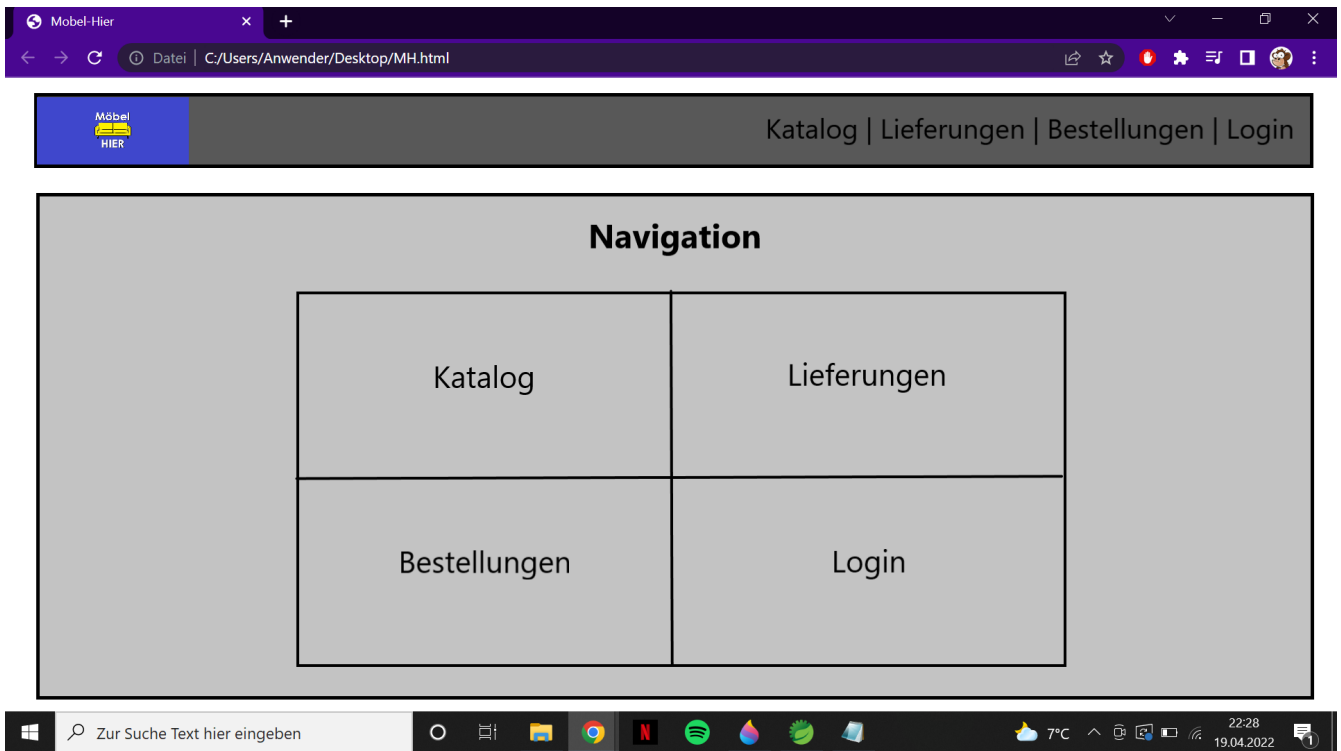 Mobel-Hier
Datei | C:/Users/Anwender/Desktop/MH.html
Möbel
HIER
Katalog | Lieferungen | Bestellungen | Login
Navigation
Katalog
Lieferungen
Bestellungen
Login
Zur Suche Text hier eingeben
N
7°C
22:28
19.04.2022
1